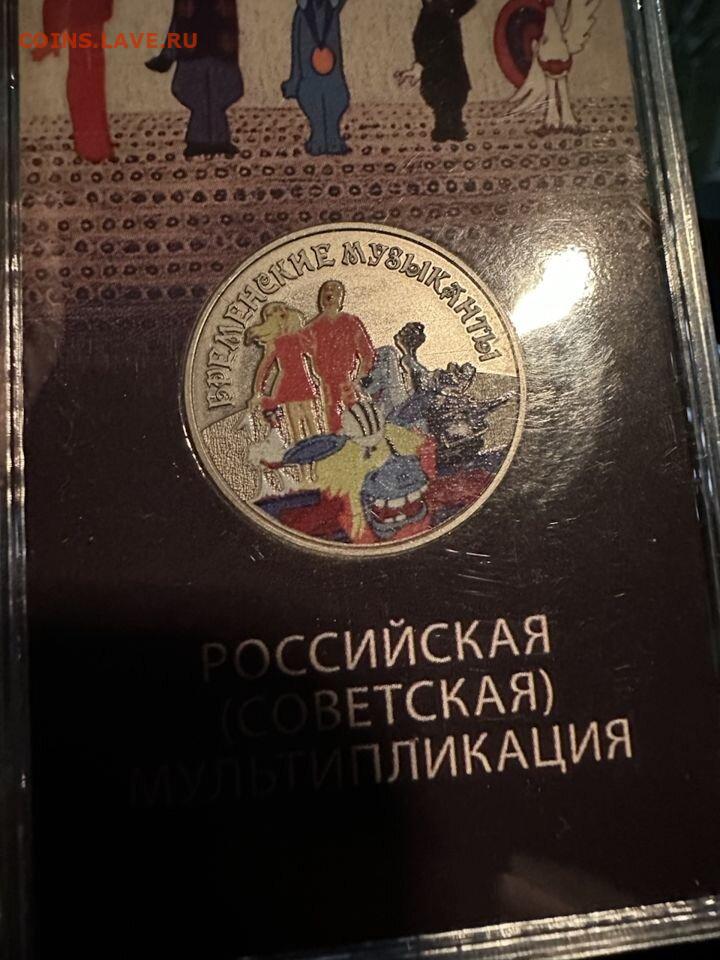 COINS.LAVE.RU
БРЕМЕНСКИЕ МУЗЫКАНТЫ
РОССИЙСКАЯ
(СОВЕТСКАЯ)
МУЛЬТИПЛИКАЦИЯ